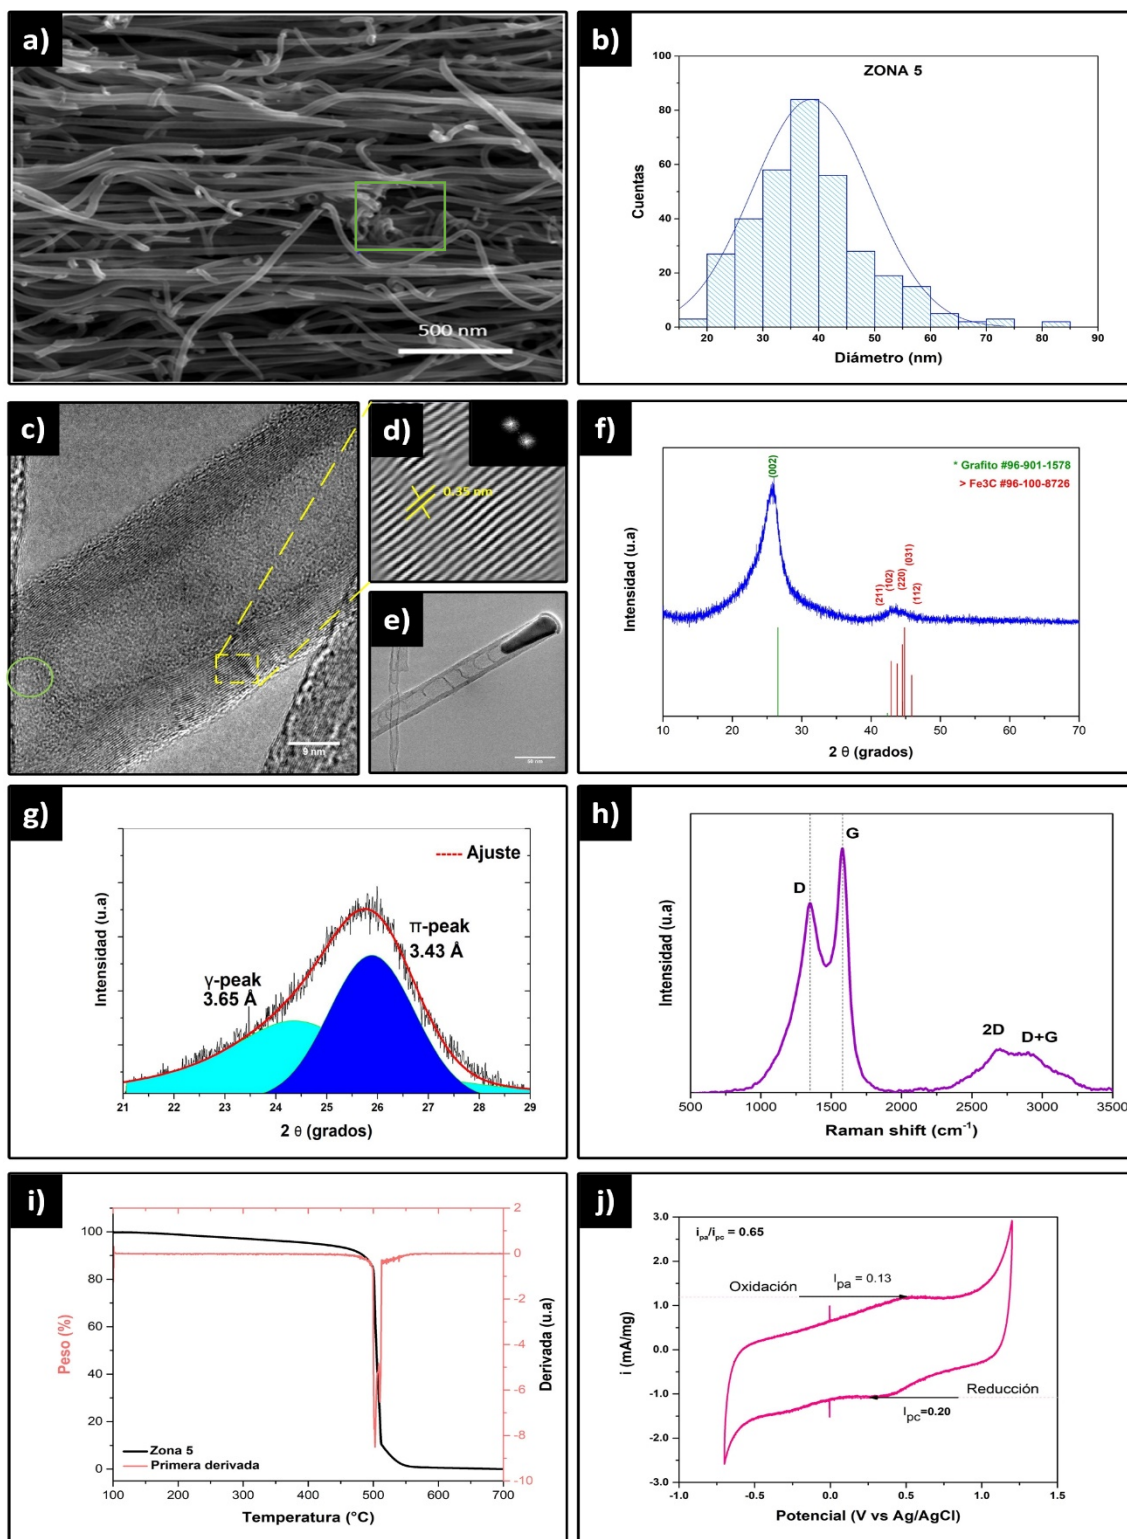 a)
500 nm
b)
ZONA 5
Cuentas
100
80
60
40
20
0
20 30 40 50 60 70 80 90
Diámetro (nm)
c)
9 nm
d)
0.35 nm
e)
50 nm
f)
Intensidad (u.a)
(002)
* Grafito #96-901-1578
> Fe3C #96-100-8726
(211)
(102)
(220)
(031)
(112)
10 20 30 40 50 60 70
2 θ (grados)
g)
Intensidad (u.a)
Ajuste
π-peak
3.43 Å
γ-peak
3.65 Å
21 22 23 24 25 26 27 28 29
2 θ (grados)
h)
Intensidad (u.a)
D
G
2D
D+G
500 1000 1500 2000 2500 3000 3500
Raman shift (cm⁻¹)
i)
Peso (%)
100
80
60
40
20
0
2
0
-2
-4
-6
-8
-10
Derivada (u.a)
Zona 5
Primera derivada
100 200 300 400 500 600 700
Temperatura (°C)
j)
i (mA/mg)
3.0
2.0
1.0
0.0
-1.0
-2.0
-3.0
iₚₐ/iₚc = 0.65
Oxidación
Iₚₐ = 0.13
Reducción
Iₚc=0.20
-1.0 -0.5 0.0 0.5 1.0 1.5
Potencial (V vs Ag/AgCl)